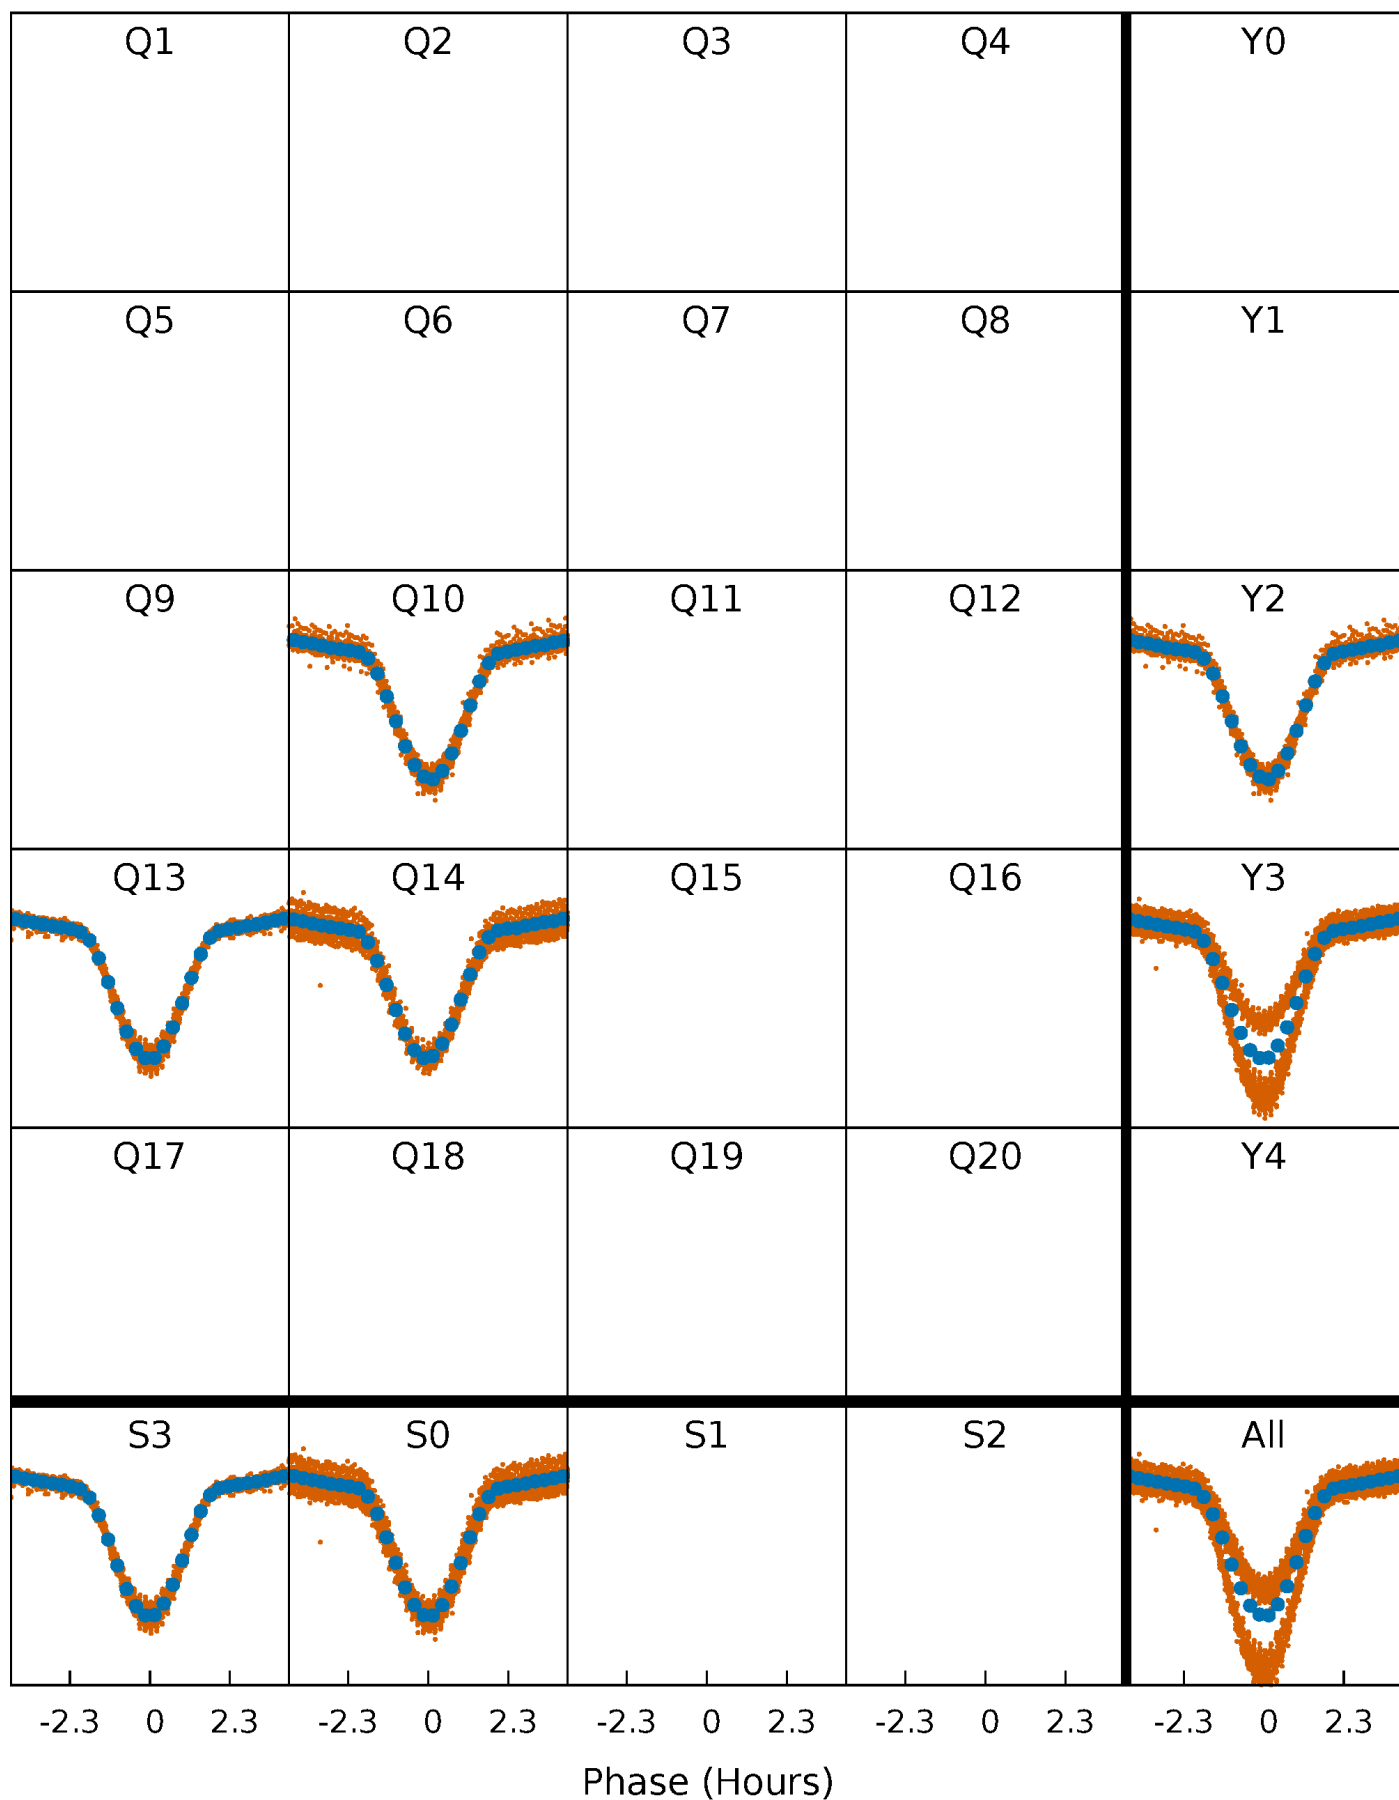 Q1 Q2 Q3 Q4 Y0
Q5 Q6 Q7 Q8 Y1
Q9 Q10 Q11 Q12 Y2
Q13 Q14 Q15 Q16 Y3
Q17 Q18 Q19 Q20 Y4
S3 S0 S1 S2 All
-2.3 0 2.3 -2.3 0 2.3 -2.3 0 2.3 -2.3 0 2.3 -2.3 0 2.3
Phase (Hours)